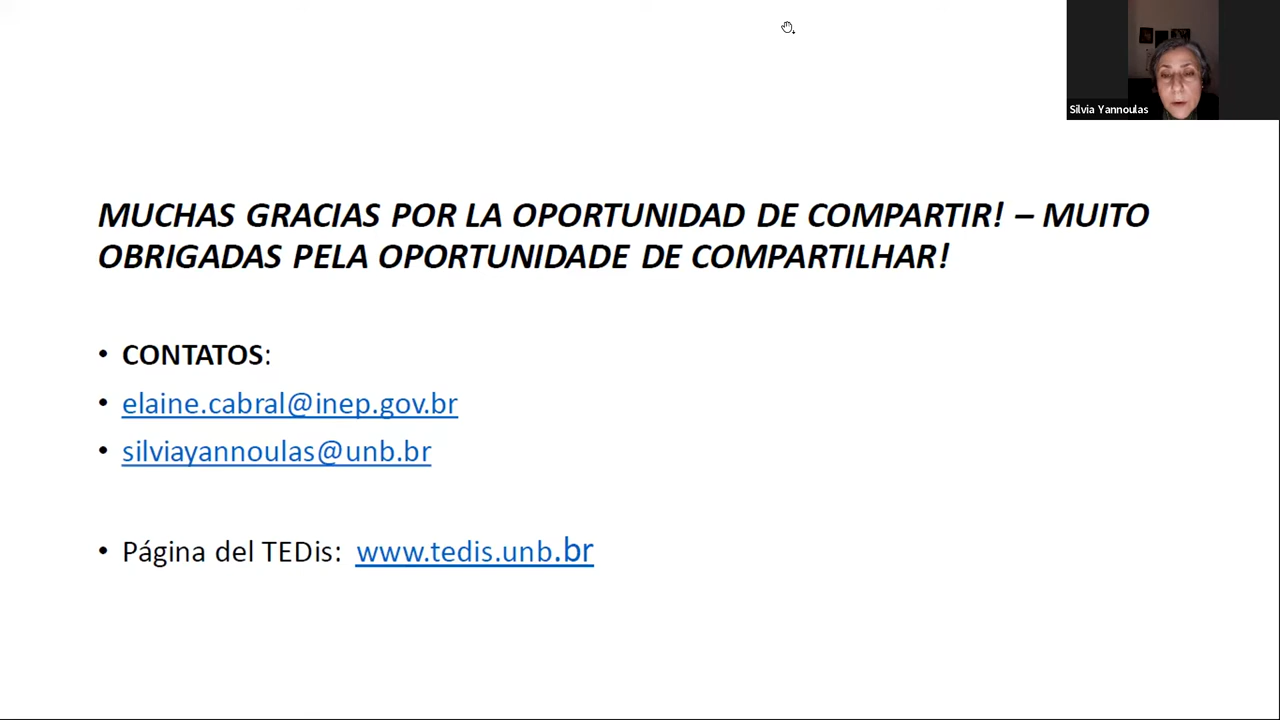 Silvia Yannoulas
MUCHAS GRACIAS POR LA OPORTUNIDAD DE COMPARTIR! – MUITO
OBRIGADAS PELA OPORTUNIDADE DE COMPARTILHAR!
• CONTATOS:
• elaine.cabral@inep.gov.br
• silviayannoulas@unb.br
• Página del TEDis: www.tedis.unb.br